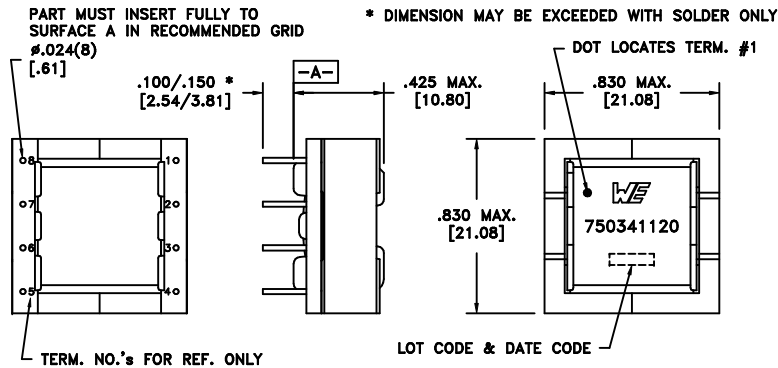 PART MUST INSERT FULLY TO
SURFACE A IN RECOMMENDED GRID
ø.024(8)
[.61]
* DIMENSION MAY BE EXCEEDED WITH SOLDER ONLY
DOT LOCATES TERM. #1
.100/.150 *
[2.54/3.81]
-A-
.425 MAX.
[10.80]
.830 MAX.
[21.08]
8
1
7
2
6
3
5
4
.830 MAX.
[21.08]
WE
750341120
TERM. NO.'s FOR REF. ONLY
LOT CODE & DATE CODE